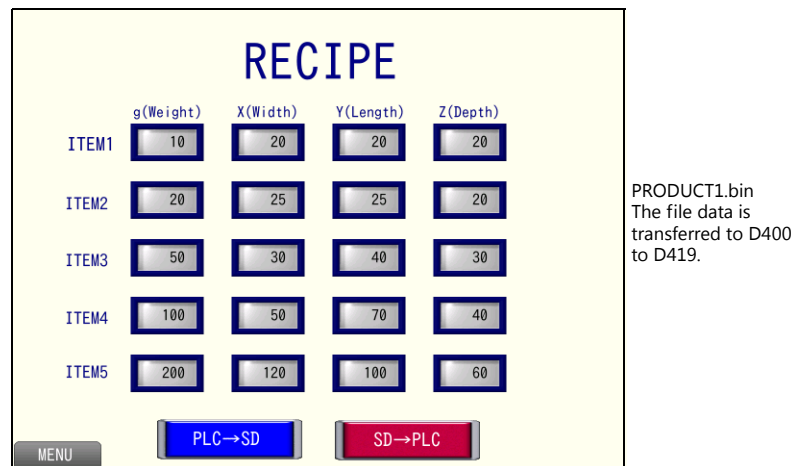 RECIPE
g(Weight) X(Width) Y(Length) Z(Depth)
ITEM1 10 20 20 20
ITEM2 20 25 25 20
ITEM3 50 30 40 30
ITEM4 100 50 70 40
ITEM5 200 120 100 60
PLC→SD SD→PLC
MENU
PRODUCT1.bin
The file data is
transferred to D400
to D419.